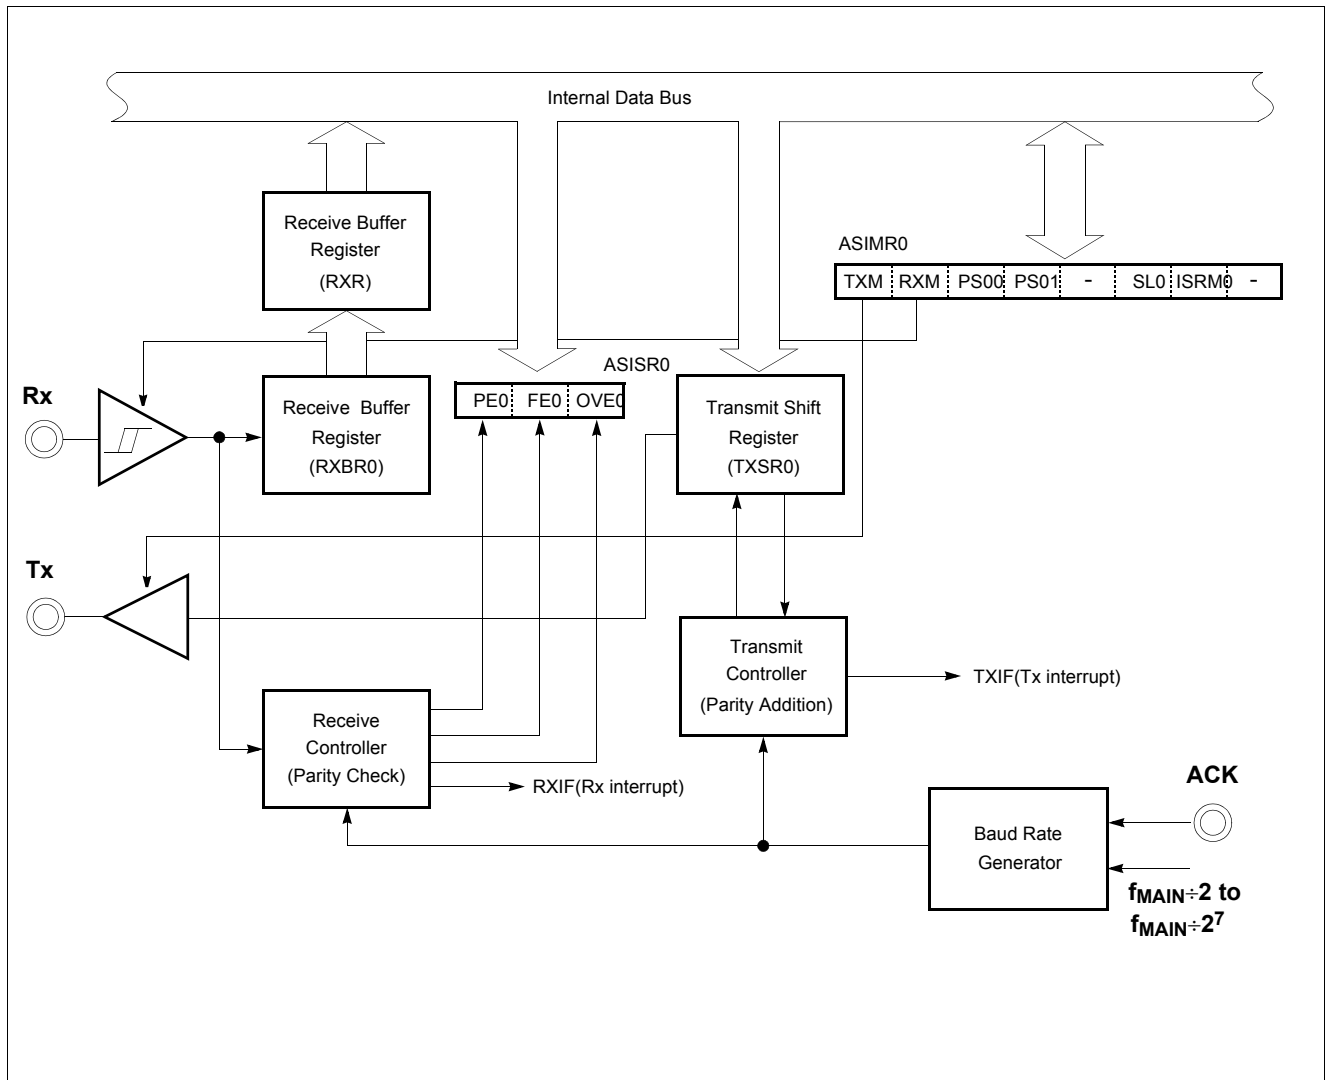 Internal Data Bus
Receive Buffer
Register
(RXR)
ASIMR0
TXM RXM PS00 PS01 - SL0 ISRM0 -
ASISR0
PE0 FE0 OVE0
Rx
Receive Buffer
Register
(RXBR0)
Transmit Shift
Register
(TXSR0)
Tx
Transmit
Controller
(Parity Addition)
TXIF(Tx interrupt)
Receive
Controller
(Parity Check)
RXIF(Rx interrupt)
ACK
Baud Rate
Generator
fMAIN÷2 to
fMAIN÷2⁷